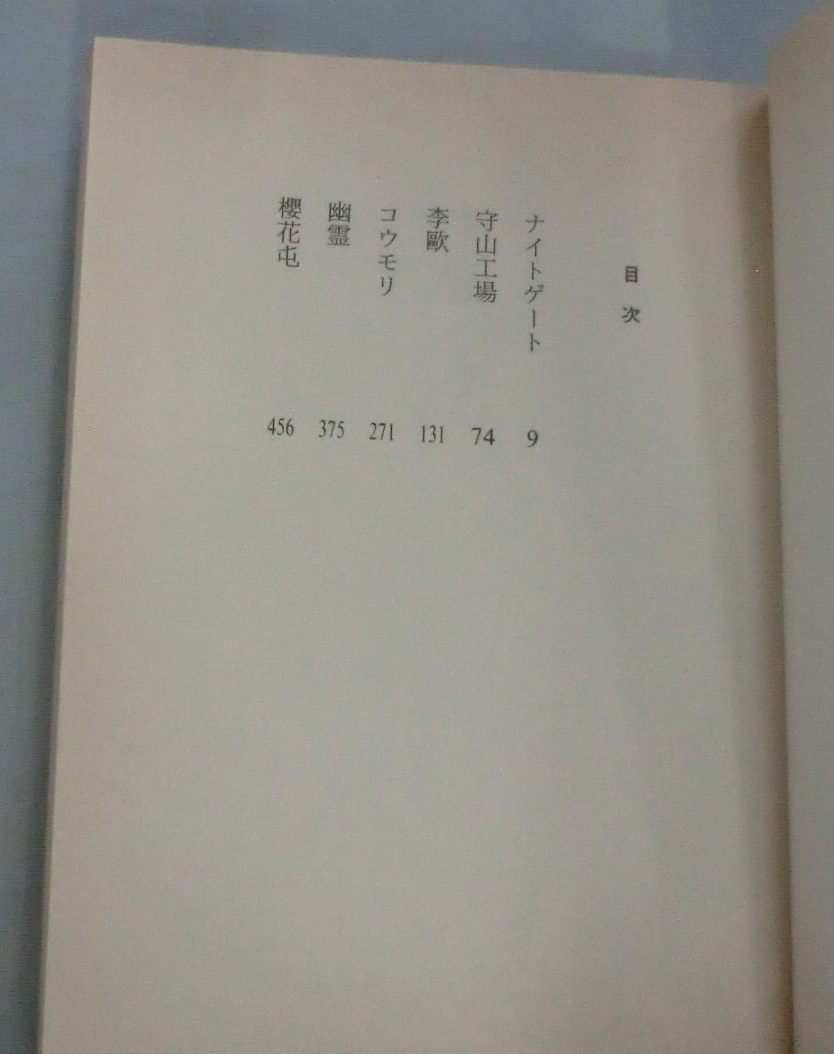 目次
ナイトゲート 9
守山工場 74
李歐 131
コウモリ 271
幽霊 375
櫻花屯 456